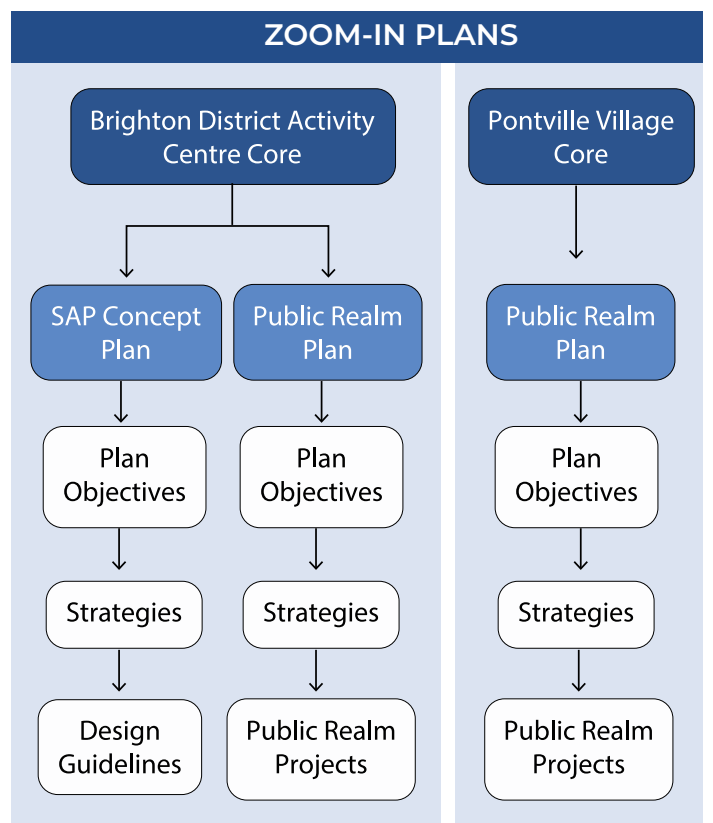 ZOOM-IN PLANS
Brighton District Activity
Centre Core
SAP Concept
Plan
Public Realm
Plan
Plan
Objectives
Plan
Objectives
Strategies
Strategies
Design
Guidelines
Public Realm
Projects
Pontville Village
Core
Public Realm
Plan
Plan
Objectives
Strategies
Public Realm
Projects